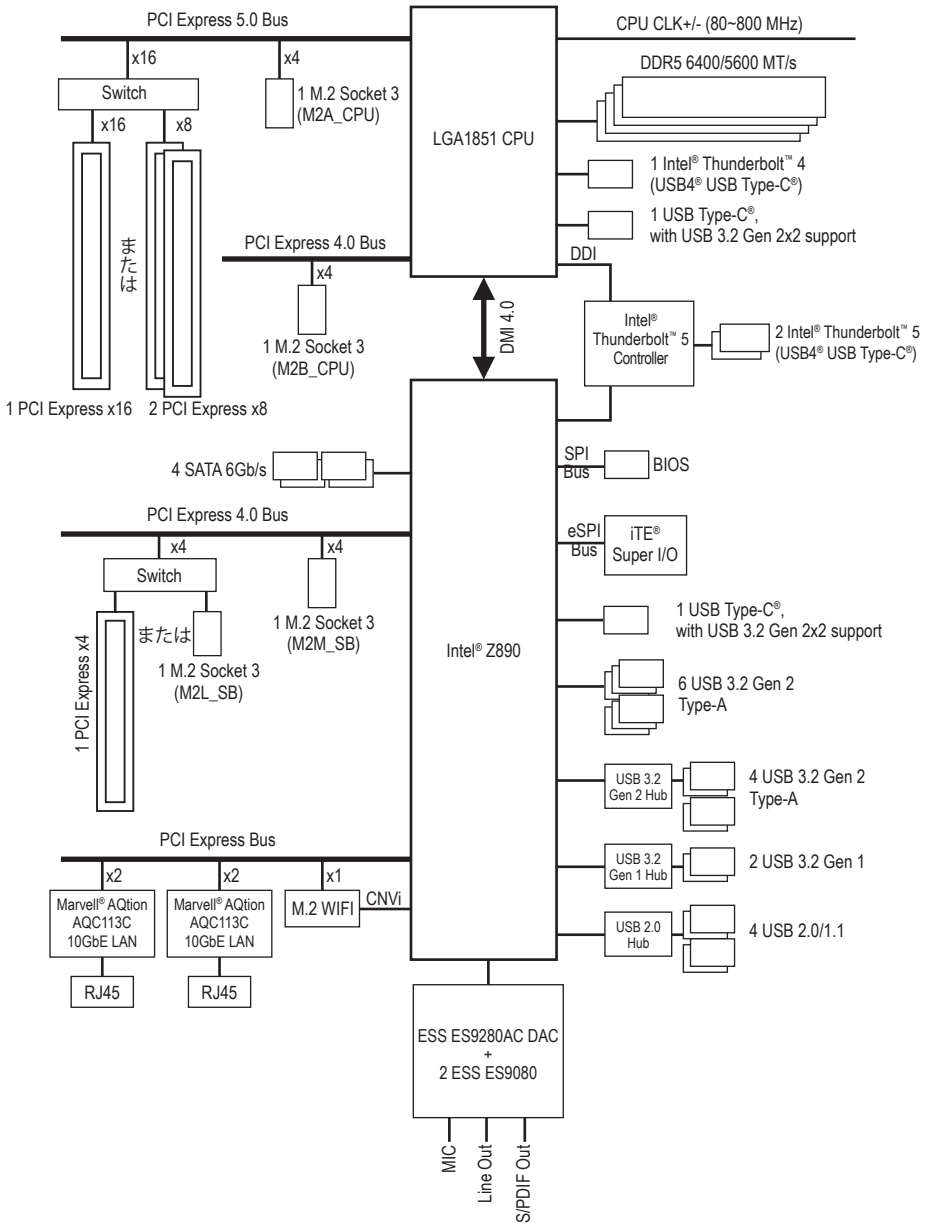 PCI Express 5.0 Bus
CPU CLK+/- (80~800 MHz)
x16
x4
DDR5 6400/5600 MT/s
Switch
1 M.2 Socket 3
(M2A_CPU)
x16
x8
LGA1851 CPU
1 Intel® Thunderbolt™ 4
(USB4® USB Type-C®)
1 USB Type-C®,
with USB 3.2 Gen 2x2 support
または
PCI Express 4.0 Bus
DDI
x4
1 M.2 Socket 3
(M2B_CPU)
DMI 4.0
Intel®
Thunderbolt™ 5
Controller
2 Intel® Thunderbolt™ 5
(USB4® USB Type-C®)
1 PCI Express x16
2 PCI Express x8
4 SATA 6Gb/s
SPI
Bus
BIOS
PCI Express 4.0 Bus
eSPI
Bus
iTE®
Super I/O
x4
x4
Switch
1 PCI Express x4
または
1 M.2 Socket 3
(M2L_SB)
1 M.2 Socket 3
(M2M_SB)
Intel® Z890
1 USB Type-C®,
with USB 3.2 Gen 2x2 support
6 USB 3.2 Gen 2
Type-A
USB 3.2
Gen 2 Hub
4 USB 3.2 Gen 2
Type-A
PCI Express Bus
USB 3.2
Gen 1 Hub
2 USB 3.2 Gen 1
x2
x2
x1
Marvell® AQtion
AQC113C
10GbE LAN
Marvell® AQtion
AQC113C
10GbE LAN
M.2 WIFI
CNVi
USB 2.0
Hub
4 USB 2.0/1.1
RJ45
RJ45
ESS ES9280AC DAC
+
2 ESS ES9080
MIC
Line Out
S/PDIF Out